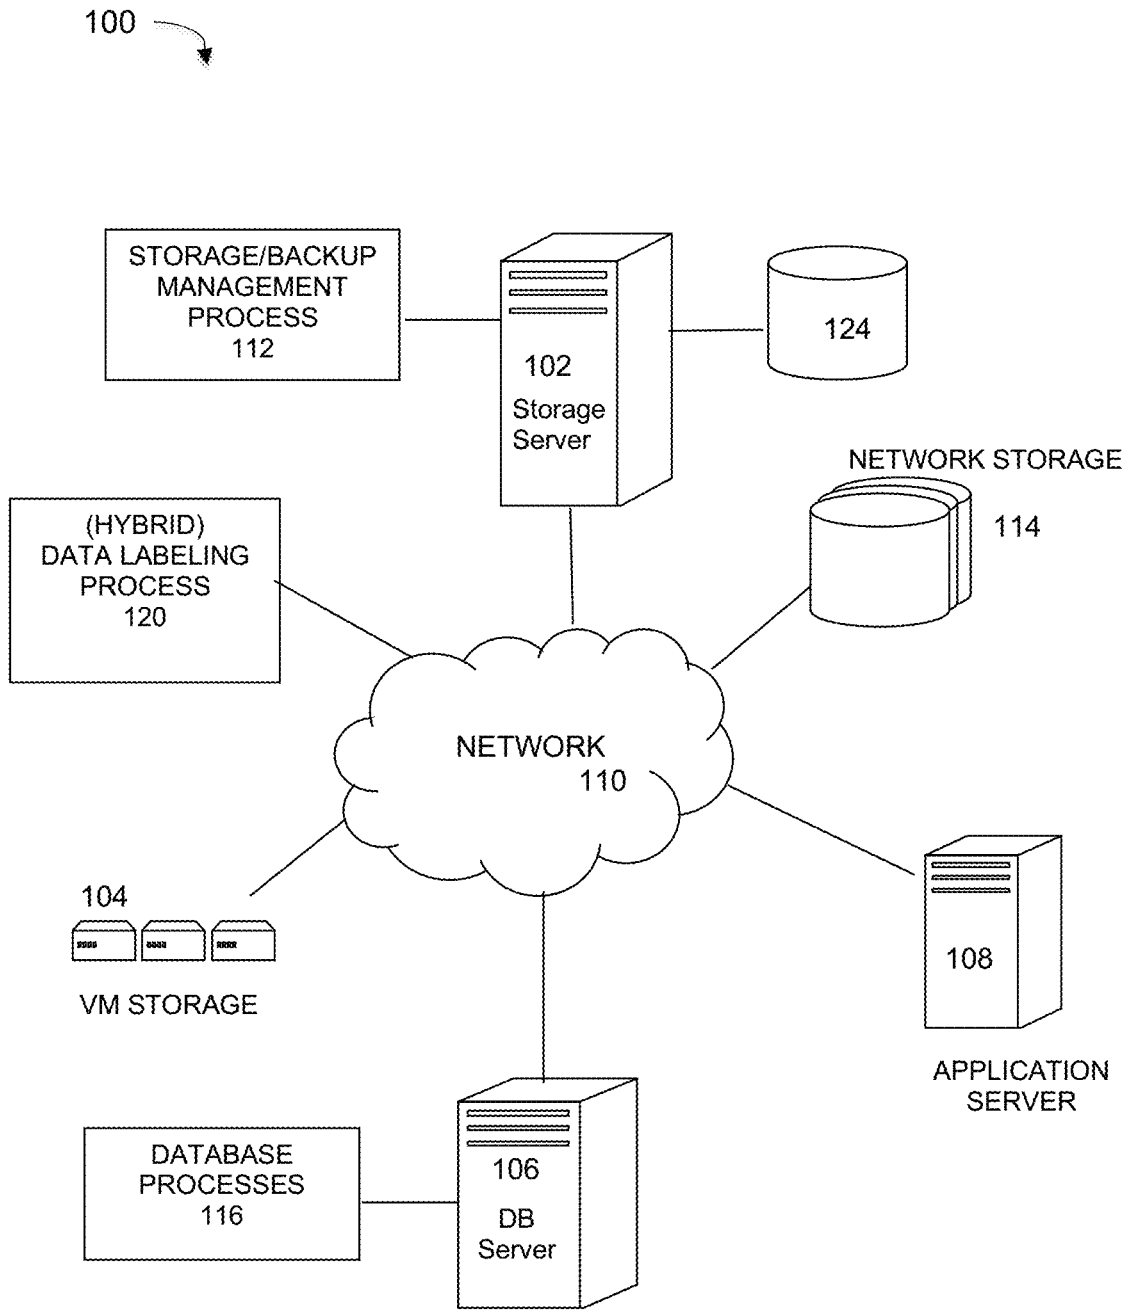 100
STORAGE/BACKUP
MANAGEMENT
PROCESS
112
102
Storage
Server
124
NETWORK STORAGE
114
(HYBRID)
DATA LABELING
PROCESS
120
NETWORK
110
104
VM STORAGE
108
APPLICATION
SERVER
DATABASE
PROCESSES
116
106
DB
Server